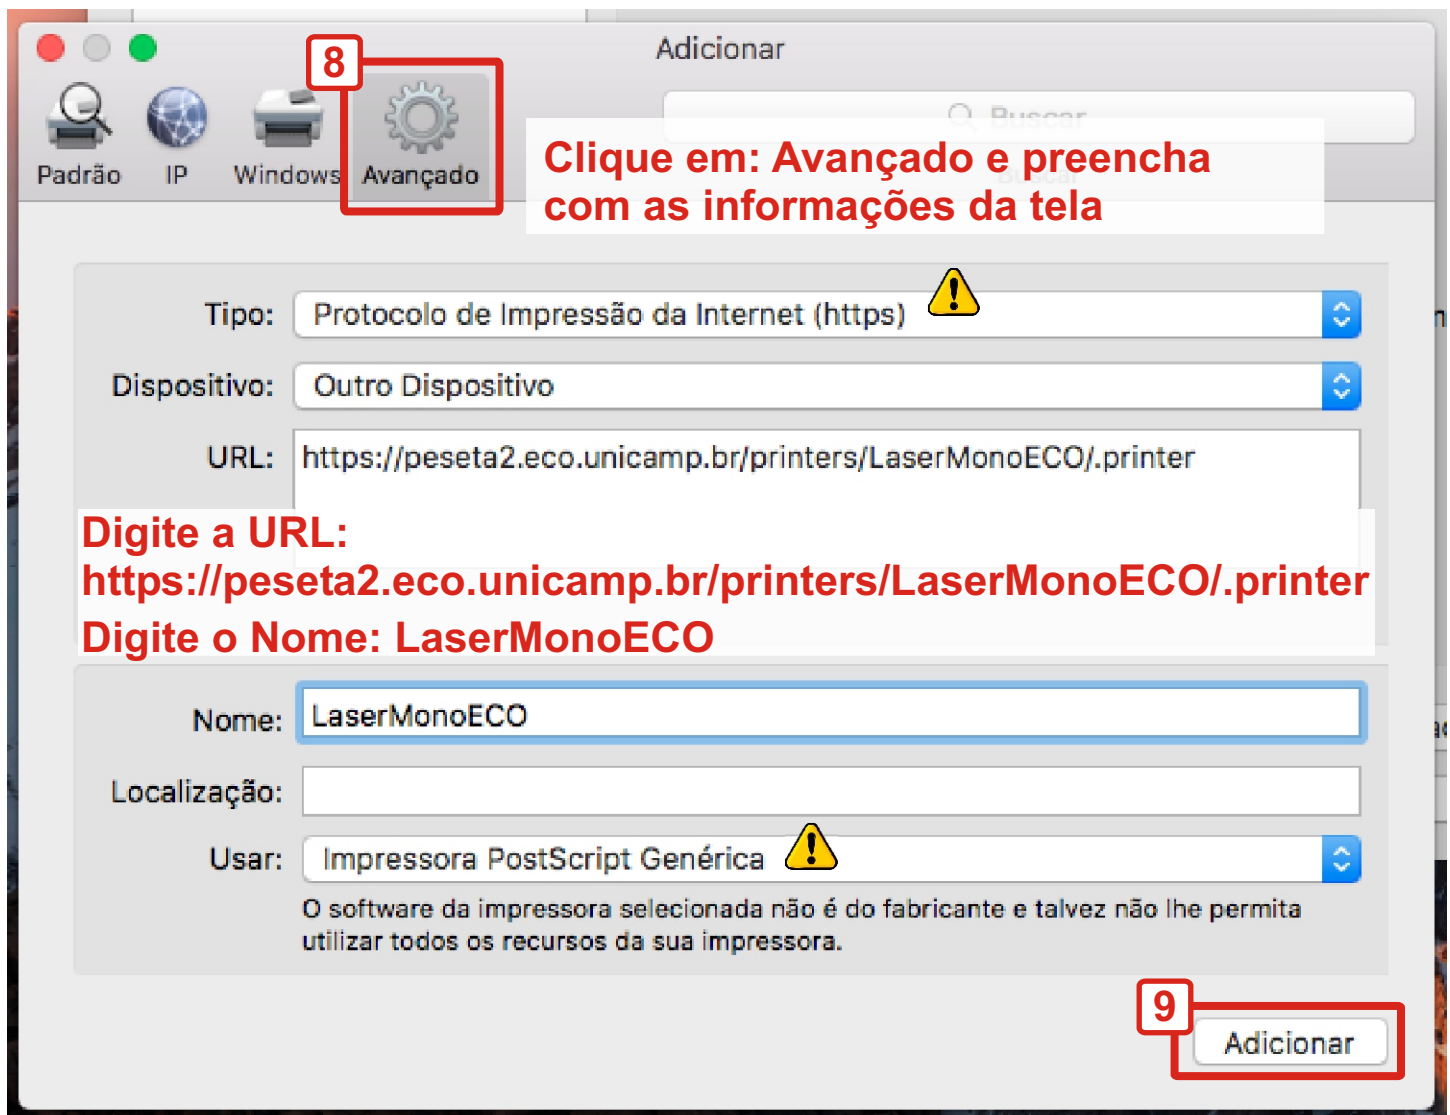 Adicionar
8
Buscar
Padrão
IP
Windows
Avançado
Buscar
Clique em: Avançado e preencha
com as informações da tela
Tipo:
Protocolo de Impressão da Internet (https)
Dispositivo:
Outro Dispositivo
URL:
https://peseta2.eco.unicamp.br/printers/LaserMonoECO/.printer
Digite a URL:
https://peseta2.eco.unicamp.br/printers/LaserMonoECO/.printer
Digite o Nome: LaserMonoECO
Nome:
LaserMonoECO
Localização:
Usar:
Impressora PostScript Genérica
O software da impressora selecionada não é do fabricante e talvez não lhe permita
utilizar todos os recursos da sua impressora.
9
Adicionar